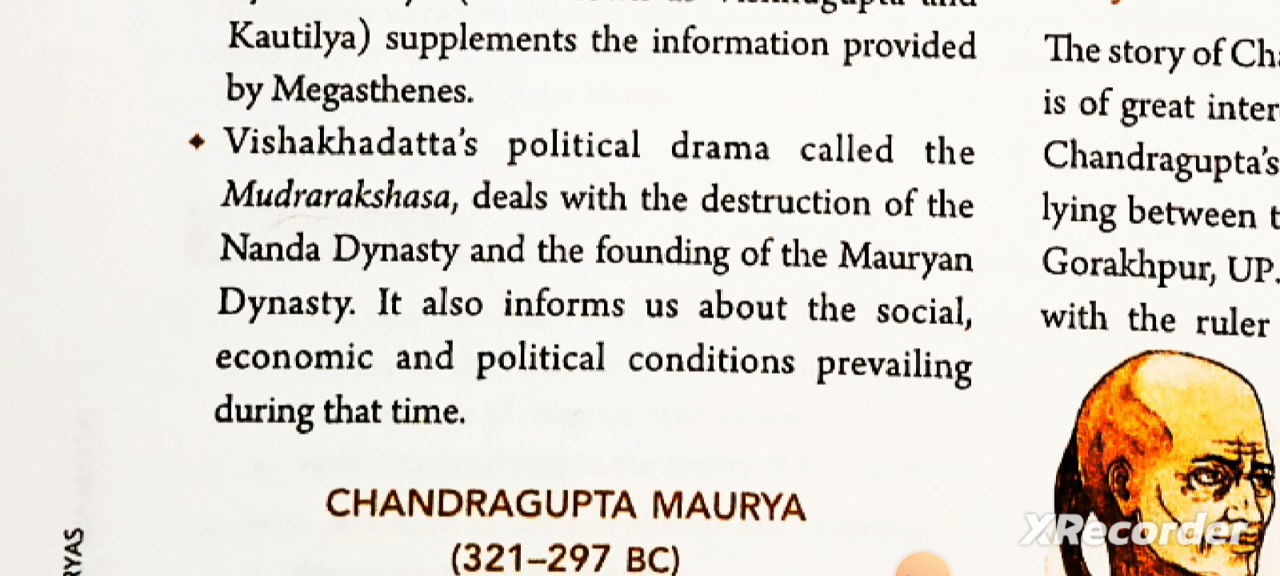 Kautilya) supplements the information provided
by Megasthenes.
✦ Vishakhadatta's political drama called the
Mudrarakshasa, deals with the destruction of the
Nanda Dynasty and the founding of the Mauryan
Dynasty. It also informs us about the social,
economic and political conditions prevailing
during that time.
CHANDRAGUPTA MAURYA
(321–297 BC)
The story of Ch
is of great inter
Chandragupta's
lying between t
Gorakhpur, UP.
with the ruler
XRecorder
RYAS